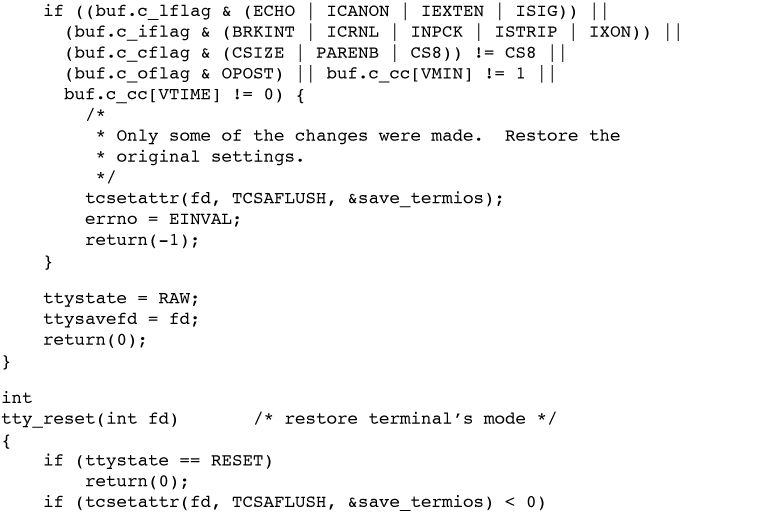 if ((buf.c_lflag & (ECHO | ICANON | IEXTEN | ISIG)) ||
      (buf.c_iflag & (BRKINT | ICRNL | INPCK | ISTRIP | IXON)) ||
      (buf.c_cflag & (CSIZE | PARENB | CS8)) != CS8 ||
      (buf.c_oflag & OPOST) || buf.c_cc[VMIN] != 1 ||
      buf.c_cc[VTIME] != 0) {
        /*
         * Only some of the changes were made.  Restore the
         * original settings.
         */
        tcsetattr(fd, TCSAFLUSH, &save_termios);
        errno = EINVAL;
        return(-1);
    }

    ttystate = RAW;
    ttysavefd = fd;
    return(0);
}

int
tty_reset(int fd)       /* restore terminal’s mode */
{
    if (ttystate == RESET)
        return(0);
    if (tcsetattr(fd, TCSAFLUSH, &save_termios) < 0)